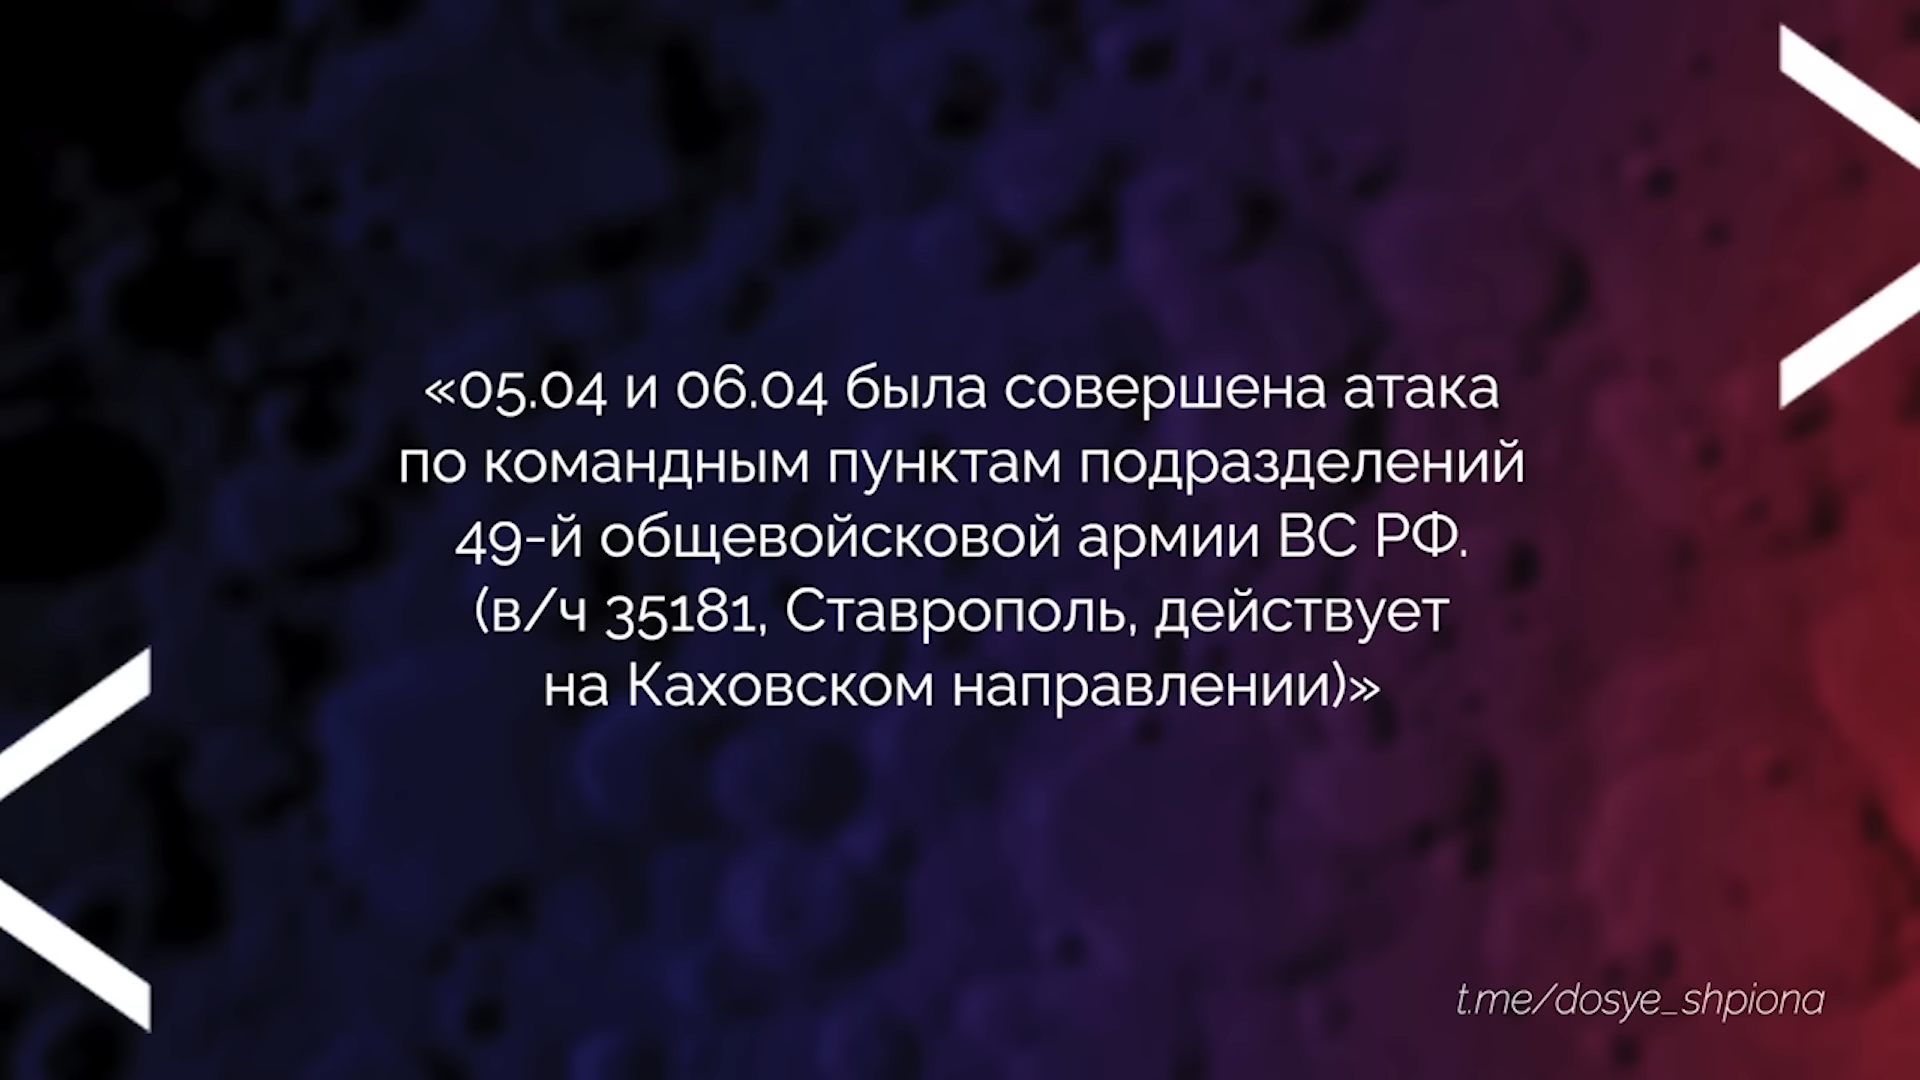 «05.04 и 06.04 была совершена атака
по командным пунктам подразделений
49-й общевойсковой армии ВС РФ.
(в/ч 35181, Ставрополь, действует
на Каховском направлении)»
t.me/dosye_shpiona